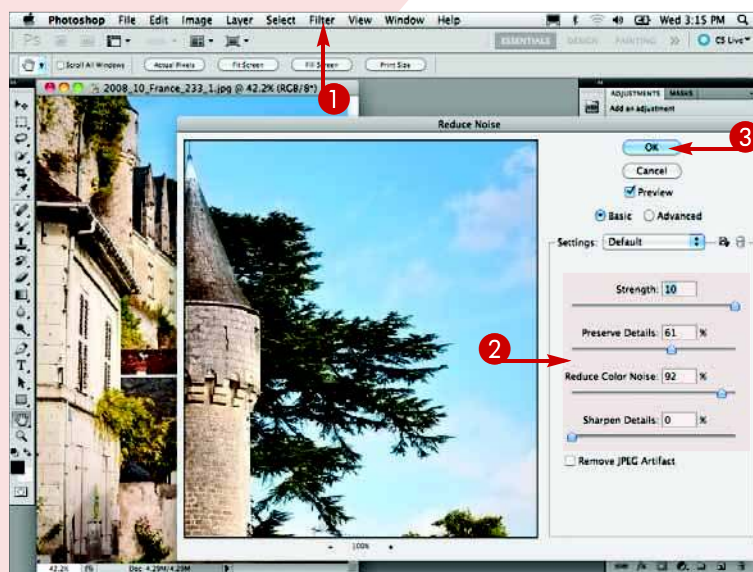 Photoshop File Edit Image Layer Select Filter View Window Help Wed 3:15 PM
Ps ESSENTIALS DESIGN PAINTING CS Live
Scroll All Windows Actual Pixels Fit Screen Fill Screen Print Size
1
2008_10_France_233_1.jpg @ 42.2% (RGB/8*)
ADJUSTMENTS MASKS
Add an adjustment
Reduce Noise
OK
3
Cancel
Preview
Basic Advanced
Settings: Default
Strength: 10
Preserve Details: 61 %
2
Reduce Color Noise: 92 %
Sharpen Details: 0 %
Remove JPEG Artifact
- 100% +
42.2% Doc: 4.29M/4.29M